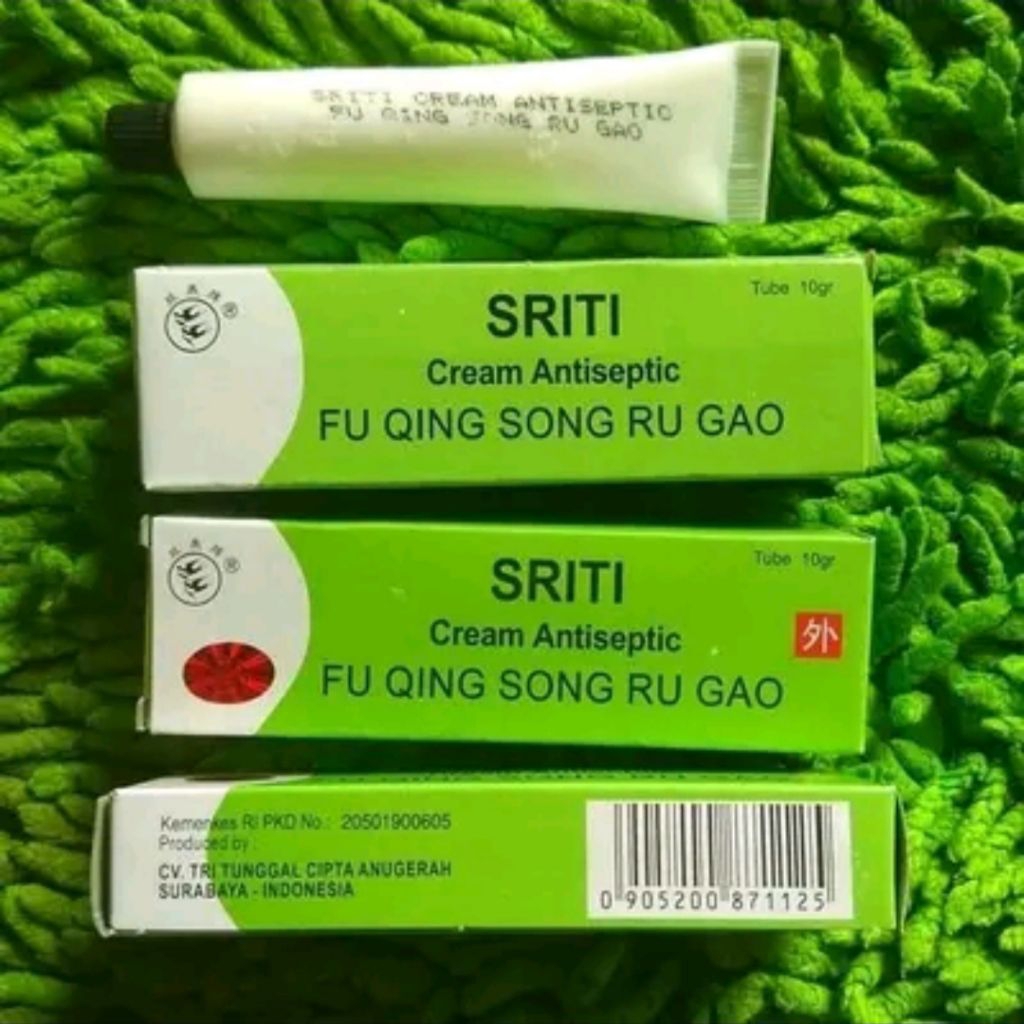 SRITI CREAM ANTISEPTIC
FU QING SONG RU GAO
SRITI
Tube 10gr
Cream Antiseptic
FU QING SONG RU GAO
SRITI
Tube 10gr
Cream Antiseptic
外
FU QING SONG RU GAO
Kemenkes RI PKD No.: 20501900605
Produced by :
CV. TRI TUNGGAL CIPTA ANUGERAH
SURABAYA - INDONESIA
0 905200 871125